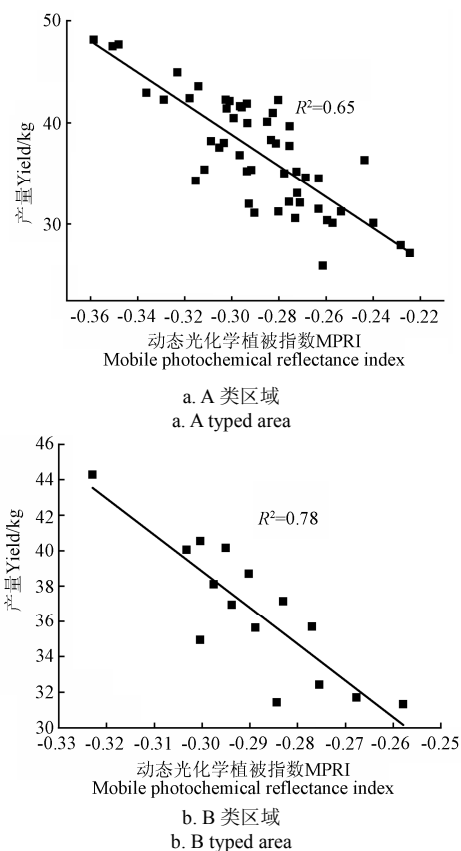 50
40
30
产量Yield/kg
R²=0.65
-0.36 -0.34 -0.32 -0.30 -0.28 -0.26 -0.24 -0.22
动态光化学植被指数MPRI
Mobile photochemical reflectance index
a. A 类区域
a. A typed area
46
44
42
40
38
36
34
32
30
产量Yield/kg
R²=0.78
-0.33 -0.32 -0.31 -0.30 -0.29 -0.28 -0.27 -0.26 -0.25
动态光化学植被指数MPRI
Mobile photochemical reflectance index
b. B 类区域
b. B typed area